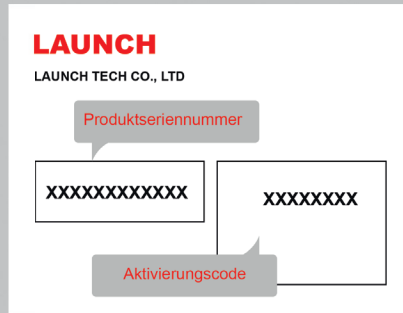 LAUNCH
LAUNCH TECH CO., LTD
Produktseriennummer
XXXXXXXXXXXX
XXXXXXXX
Aktivierungscode